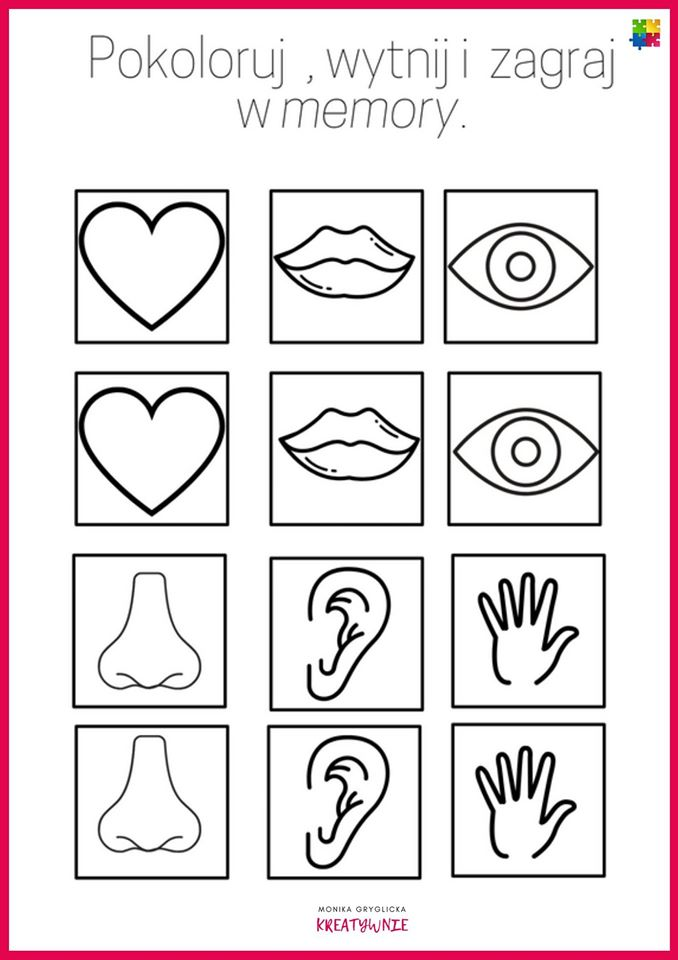 Pokoloruj , wytnij i zagraj
w memory.
MONIKA GRYGLICKA
KREATYWNIE